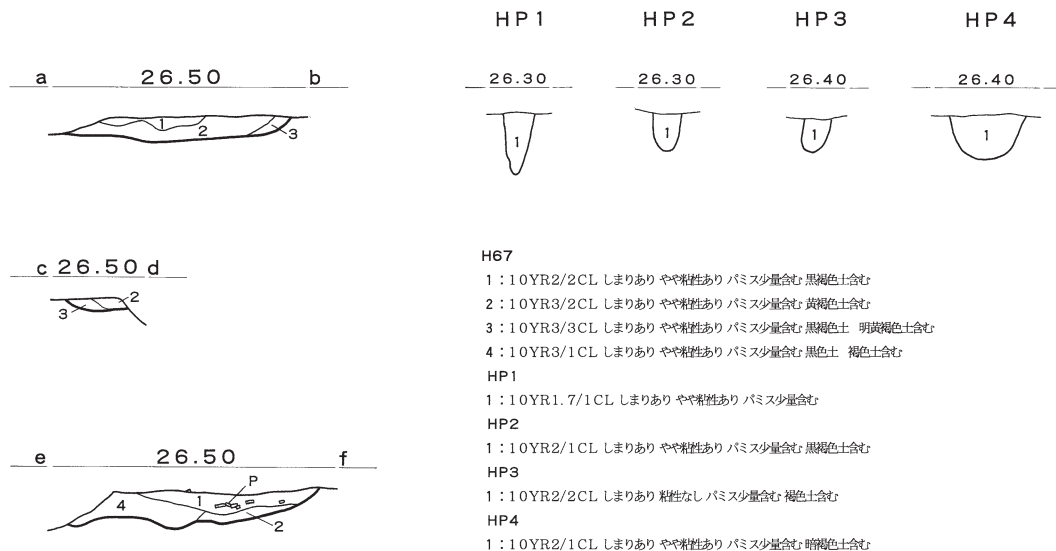 HP1 HP2 HP3 HP4
a 26.50 b
26.30 26.30 26.40 26.40
1 2 3
1 1 1 1
c 26.50 d
2
3
e 26.50 f
P
1
4
2
H67
1：10YR2/2CL しまりあり やや粘性あり パミス少量含む 黒褐色土含む
2：10YR3/2CL しまりあり やや粘性あり パミス少量含む 黄褐色土含む
3：10YR3/3CL しまりあり やや粘性あり パミス少量含む 黒褐色土 明黄褐色土含む
4：10YR3/1CL しまりあり やや粘性あり パミス少量含む 黒色土 褐色土含む
HP1
1：10YR1.7/1CL しまりあり やや粘性あり パミス少量含む
HP2
1：10YR2/1CL しまりあり やや粘性あり パミス少量含む 黒褐色土含む
HP3
1：10YR2/2CL しまりあり 粘性なし パミス少量含む 褐色土含む
HP4
1：10YR2/1CL しまりあり やや粘性あり パミス少量含む 暗褐色土含む